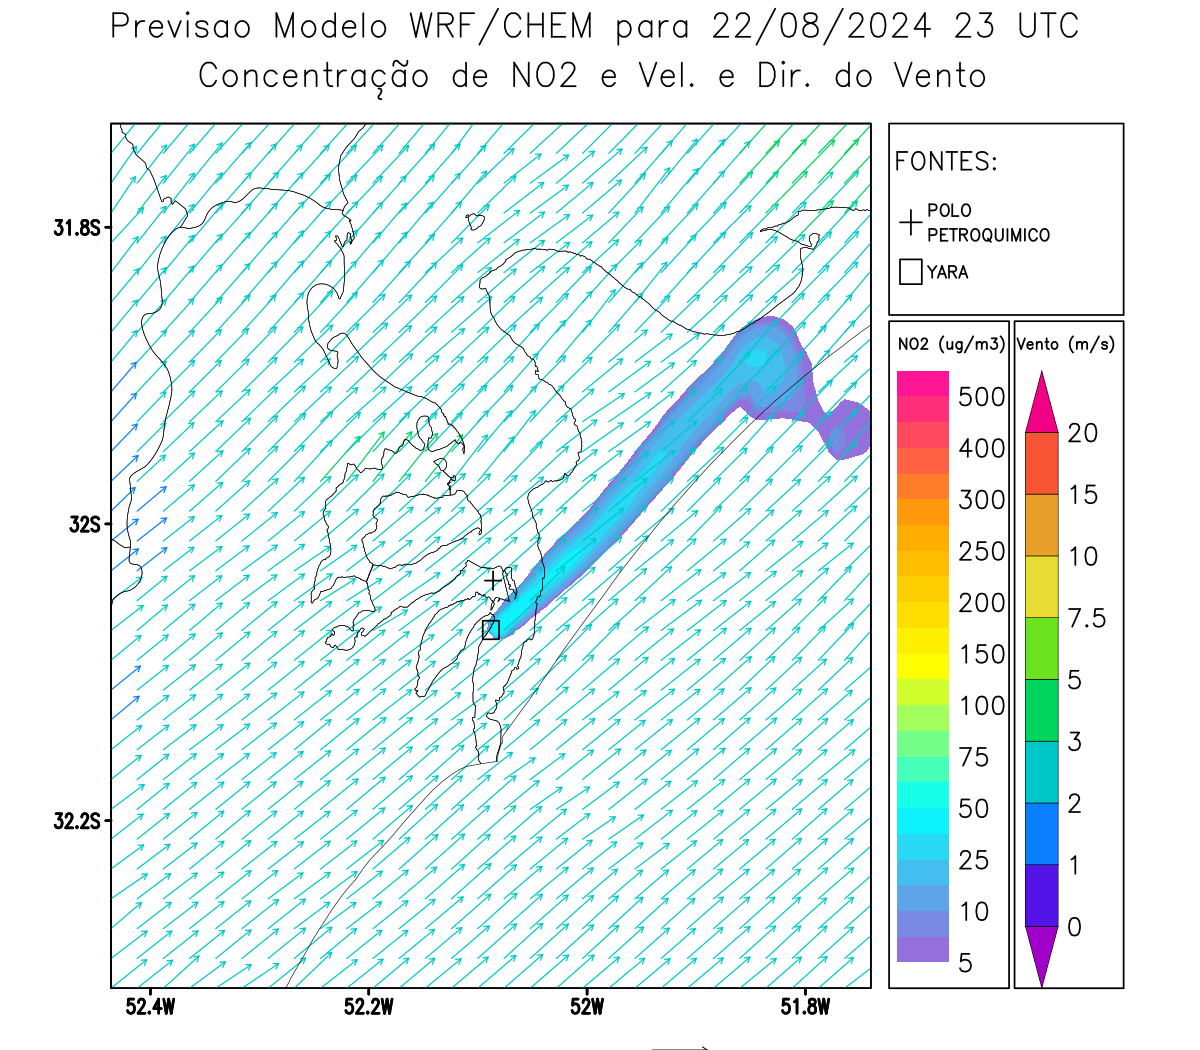 Previsao Modelo WRF/CHEM para 22/08/2024 23 UTC
Concentração de NO2 e Vel. e Dir. do Vento
FONTES:
POLO
PETROQUIMICO
YARA
NO2 (ug/m3)
500
400
300
250
200
150
100
75
50
25
10
5
Vento (m/s)
20
15
10
7.5
5
3
2
1
0
31.8S
32S
32.2S
52.4W 52.2W 52W 51.8W